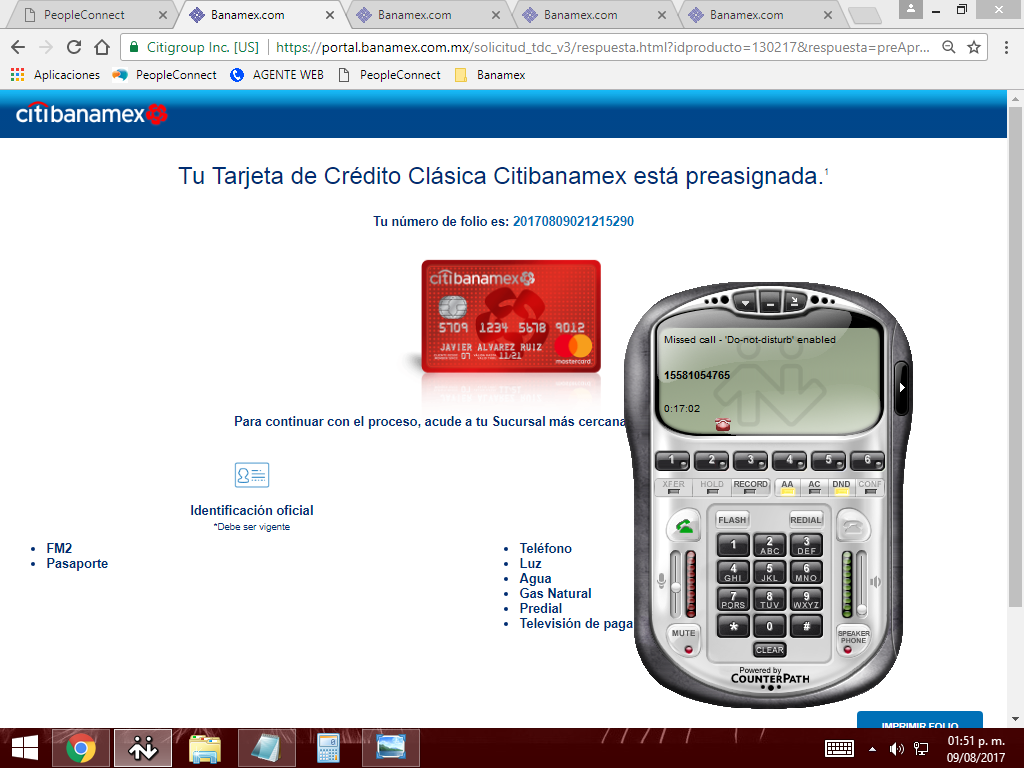 PeopleConnect
Banamex.com
Banamex.com
Banamex.com
Banamex.com
Citigroup Inc. [US]
https://portal.banamex.com.mx/solicitud_tdc_v3/respuesta.html?idproducto=130217&respuesta=preApr...
Aplicaciones
PeopleConnect
AGENTE WEB
PeopleConnect
Banamex
citibanamex
Tu Tarjeta de Crédito Clásica Citibanamex está preasignada.1
Tu número de folio es: 20170809021215290
citibanamex
5709 1234 5678 9012
JAVIER ALVAREZ RUIZ
07 11/21
mastercard
Para continuar con el proceso, acude a tu Sucursal más cercana
Identificación oficial
*Debe ser vigente
FM2
Pasaporte
Teléfono
Luz
Agua
Gas Natural
Predial
Televisión de paga
Missed call - 'Do-not-disturb' enabled
15581054765
0:17:02
1 2 3 4 5 6
XFER HOLD RECORD AA AC DND CONF
FLASH REDIAL
1 2 ABC 3 DEF
4 GHI 5 JKL 6 MNO
7 PQRS 8 TUV 9 WXYZ
* 0 #
MUTE
SPEAKER PHONE
CLEAR
Powered by
COUNTERPATH
IMPRIMIR FOLIO
01:51 p. m.
09/08/2017